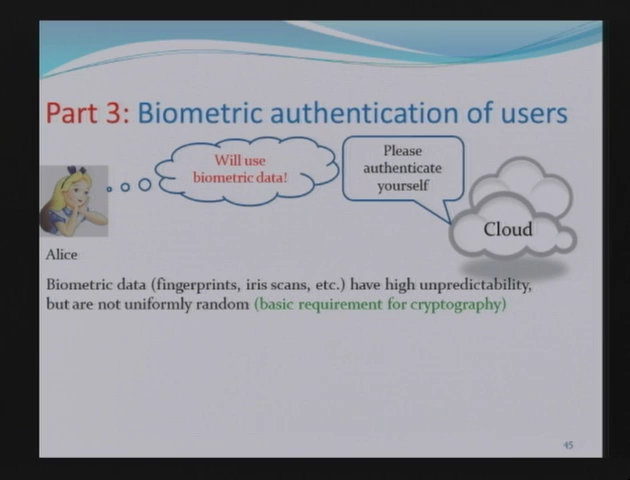 Part 3: Biometric authentication of users
Will use
biometric data!
Please
authenticate
yourself
Cloud
Alice
Biometric data (fingerprints, iris scans, etc.) have high unpredictability,
but are not uniformly random (basic requirement for cryptography)
45